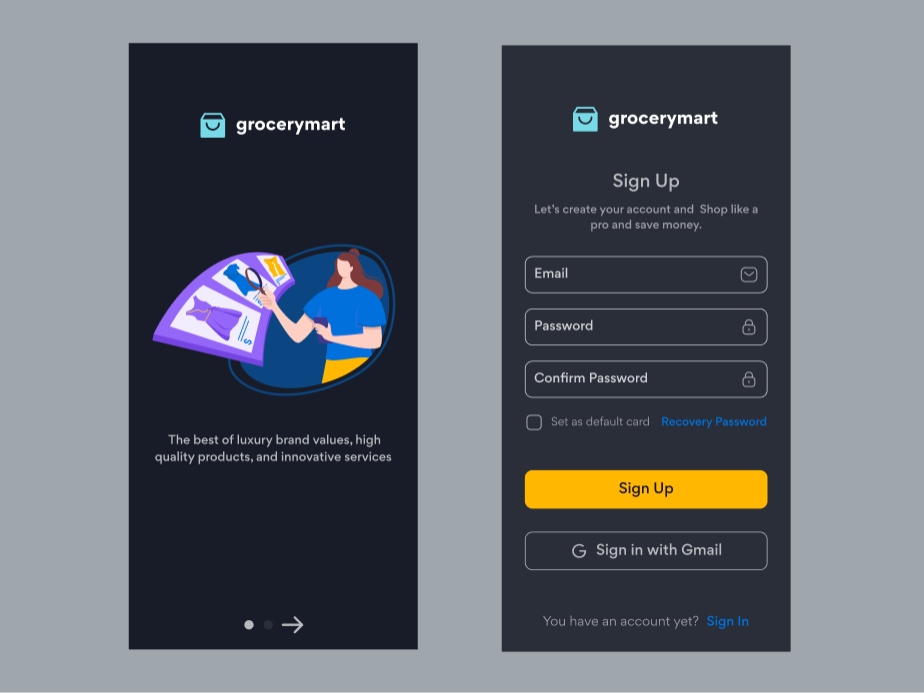 grocerymart
The best of luxury brand values, high
quality products, and innovative services
grocerymart
Sign Up
Let's create your account and  Shop like a
pro and save money.
Email
Password
Confirm Password
Set as default card Recovery Password
Sign Up
G Sign in with Gmail
You have an account yet? Sign In